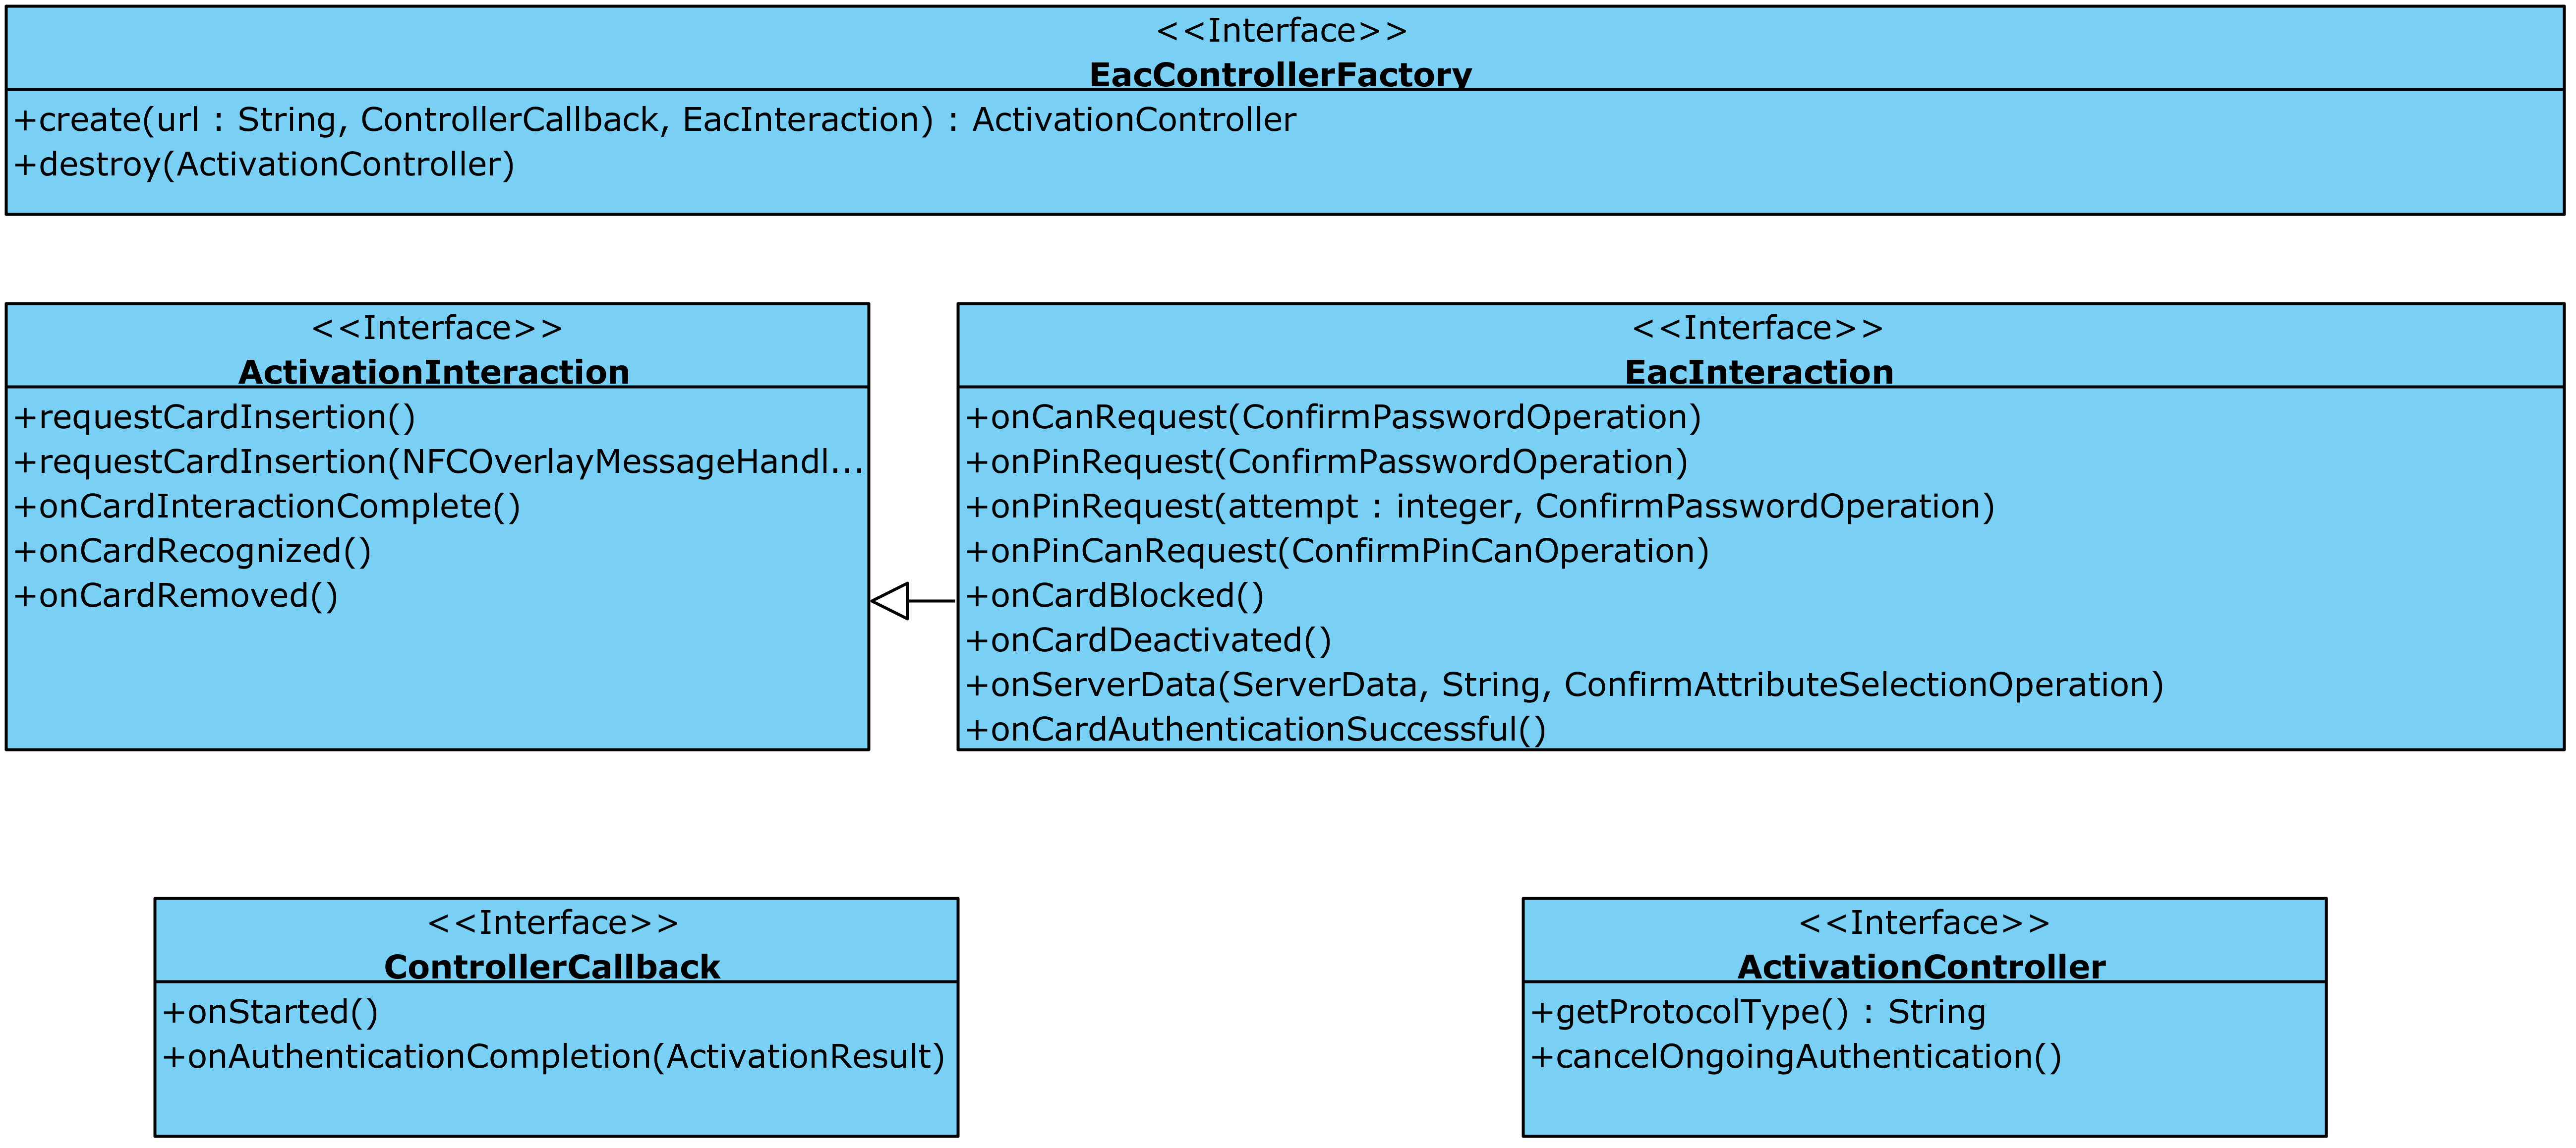 <<Interface>>
EacControllerFactory
+create(url : String, ControllerCallback, EacInteraction) : ActivationController
+destroy(ActivationController)
<<Interface>>
ActivationInteraction
+requestCardInsertion()
+requestCardInsertion(NFCOverlayMessageHandl...
+onCardInteractionComplete()
+onCardRecognized()
+onCardRemoved()
<<Interface>>
EacInteraction
+onCanRequest(ConfirmPasswordOperation)
+onPinRequest(ConfirmPasswordOperation)
+onPinRequest(attempt : integer, ConfirmPasswordOperation)
+onPinCanRequest(ConfirmPinCanOperation)
+onCardBlocked()
+onCardDeactivated()
+onServerData(ServerData, String, ConfirmAttributeSelectionOperation)
+onCardAuthenticationSuccessful()
<<Interface>>
ControllerCallback
+onStarted()
+onAuthenticationCompletion(ActivationResult)
<<Interface>>
ActivationController
+getProtocolType() : String
+cancelOngoingAuthentication()